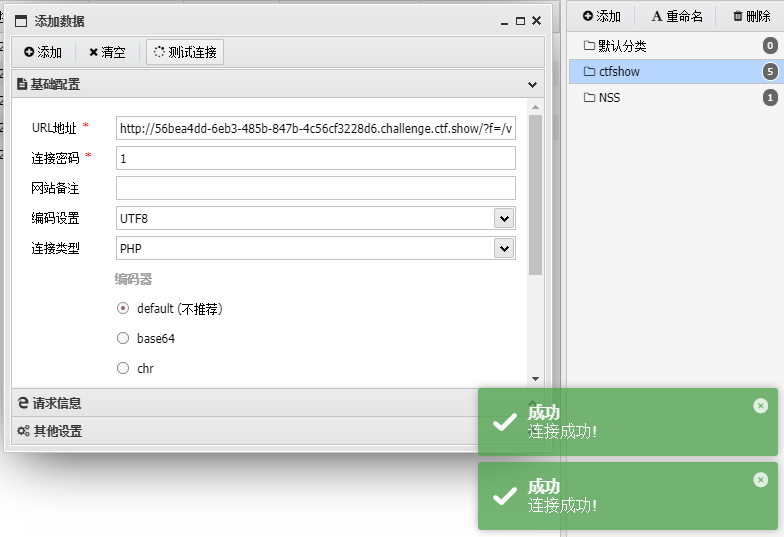 添加数据
添加 清空 测试连接
基础配置
URL地址 * http://56bea4dd-6eb3-485b-847b-4c56cf3228d6.challenge.ctf.show/?f=/v
连接密码 * 1
网站备注
编码设置 UTF8
连接类型 PHP
编码器
default (不推荐)
base64
chr
请求信息
其他设置
添加 重命名 删除
默认分类 0
ctfshow 5
NSS 1
成功
连接成功!
成功
连接成功!